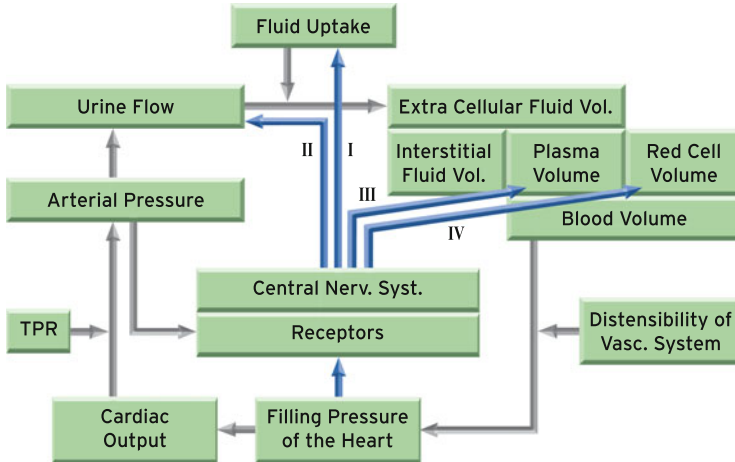 Fluid Uptake
Urine Flow
Extra Cellular Fluid Vol.
II
I
Interstitial
Fluid Vol.
Plasma
Volume
Red Cell
Volume
III
Arterial Pressure
IV
Blood Volume
Central Nerv. Syst.
TPR
Receptors
Distensibility of
Vasc. System
Cardiac
Output
Filling Pressure
of the Heart